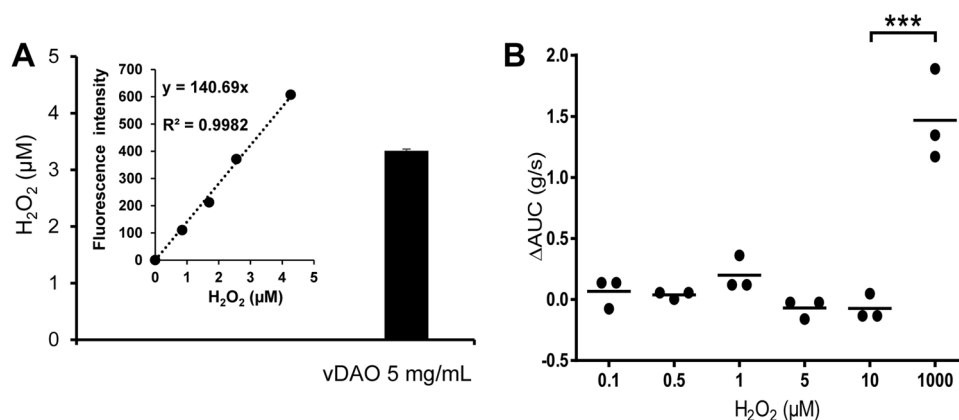 A
H₂O₂ (µM)
5
4
3
2
1
0
vDAO 5 mg/mL
Fluorescence intensity
700
600
500
400
300
200
100
0
y = 140.69x
R² = 0.9982
0 1 2 3 4 5
H₂O₂ (µM)
B
***
ΔAUC (g/s)
2.0
1.5
1.0
0.5
0.0
-0.5
0.1 0.5 1 5 10 1000
H₂O₂ (µM)